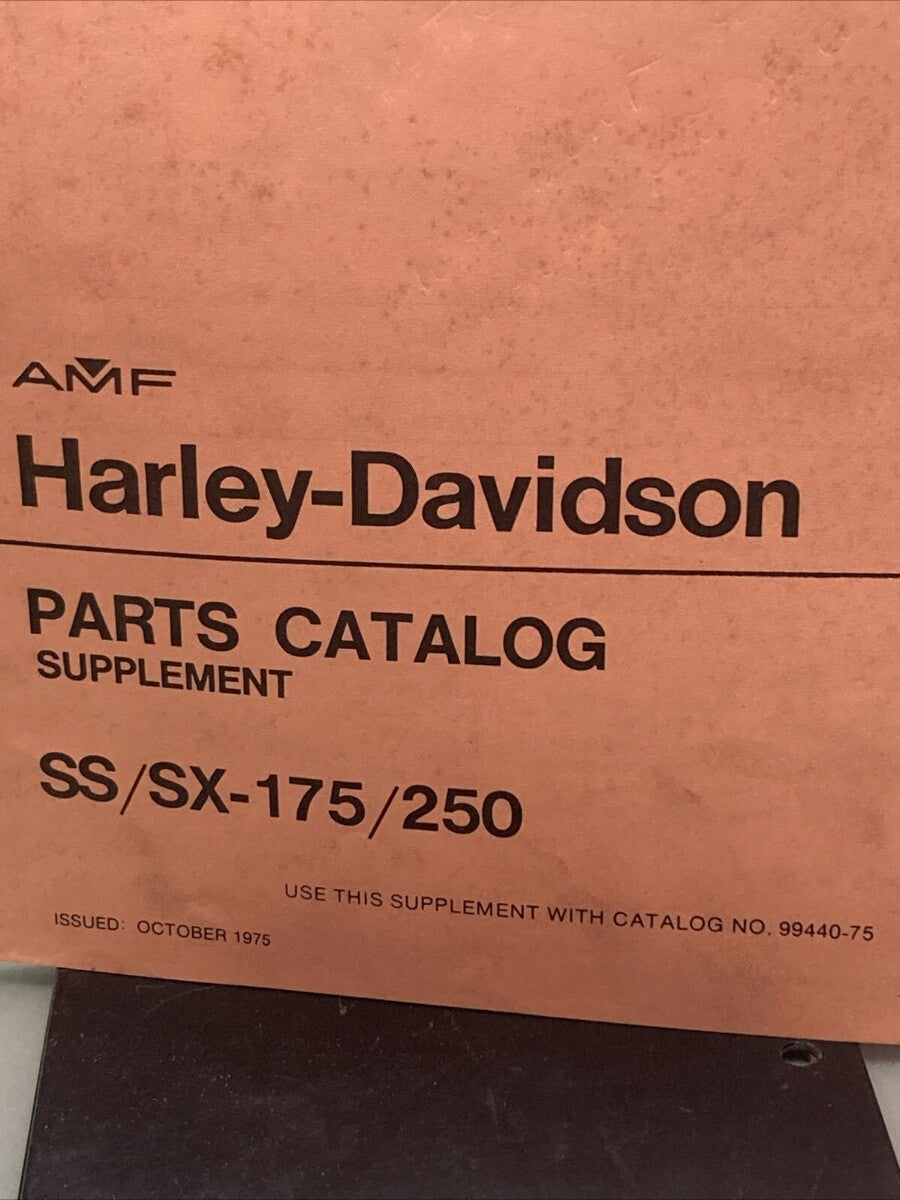 AMF
Harley-Davidson
PARTS CATALOG
SUPPLEMENT
SS/SX-175/250
USE THIS SUPPLEMENT WITH CATALOG NO. 99440-75
ISSUED: OCTOBER 1975